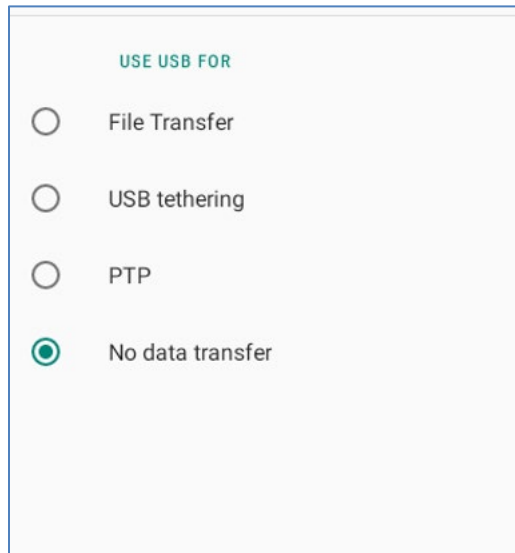 USE USB FOR
File Transfer
USB tethering
PTP
No data transfer